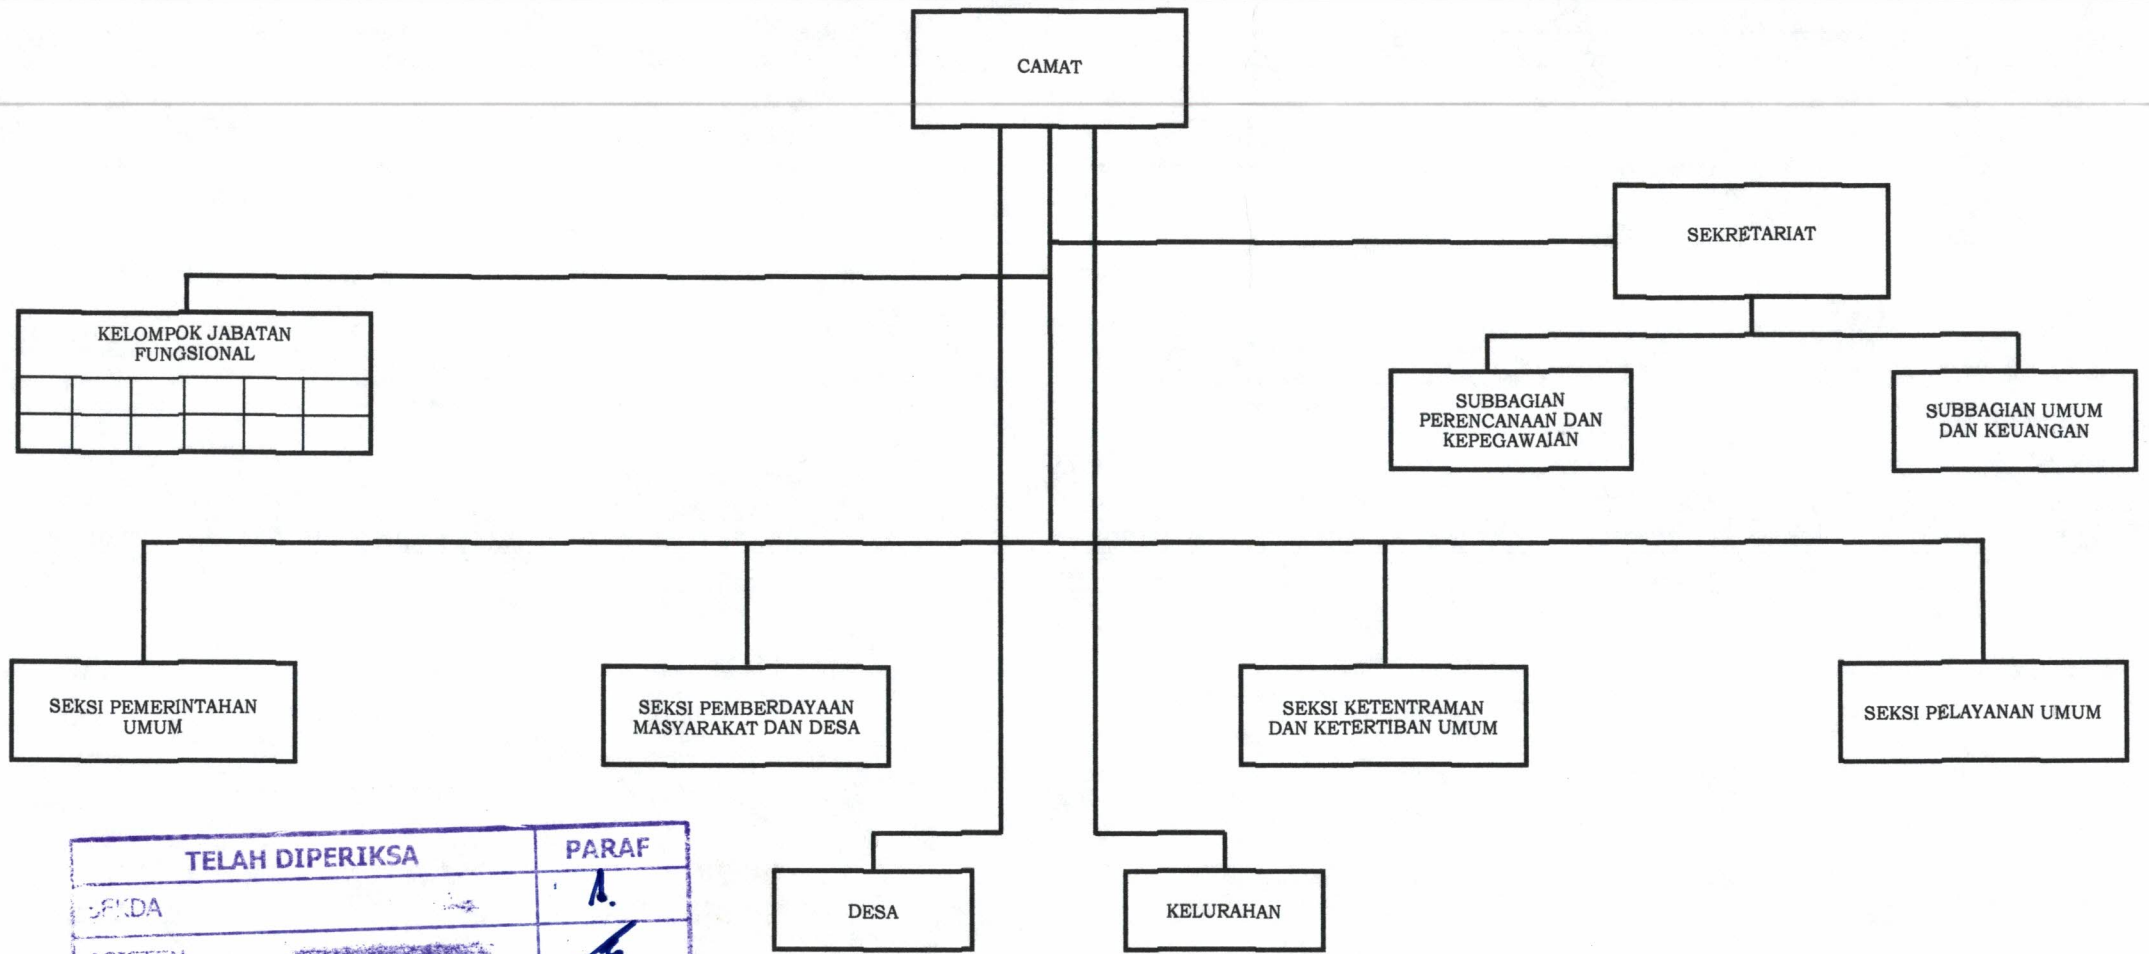 CAMAT
SEKRETARIAT
KELOMPOK JABATAN
FUNGSIONAL
SUBBAGIAN
PERENCANAAN DAN
KEPEGAWAIAN
SUBBAGIAN UMUM
DAN KEUANGAN
SEKSI PEMERINTAHAN
UMUM
SEKSI PEMBERDAYAAN
MASYARAKAT DAN DESA
SEKSI KETENTRAMAN
DAN KETERTIBAN UMUM
SEKSI PELAYANAN UMUM
TELAH DIPERIKSA
PARAF
SEKDA
DESA
KELURAHAN